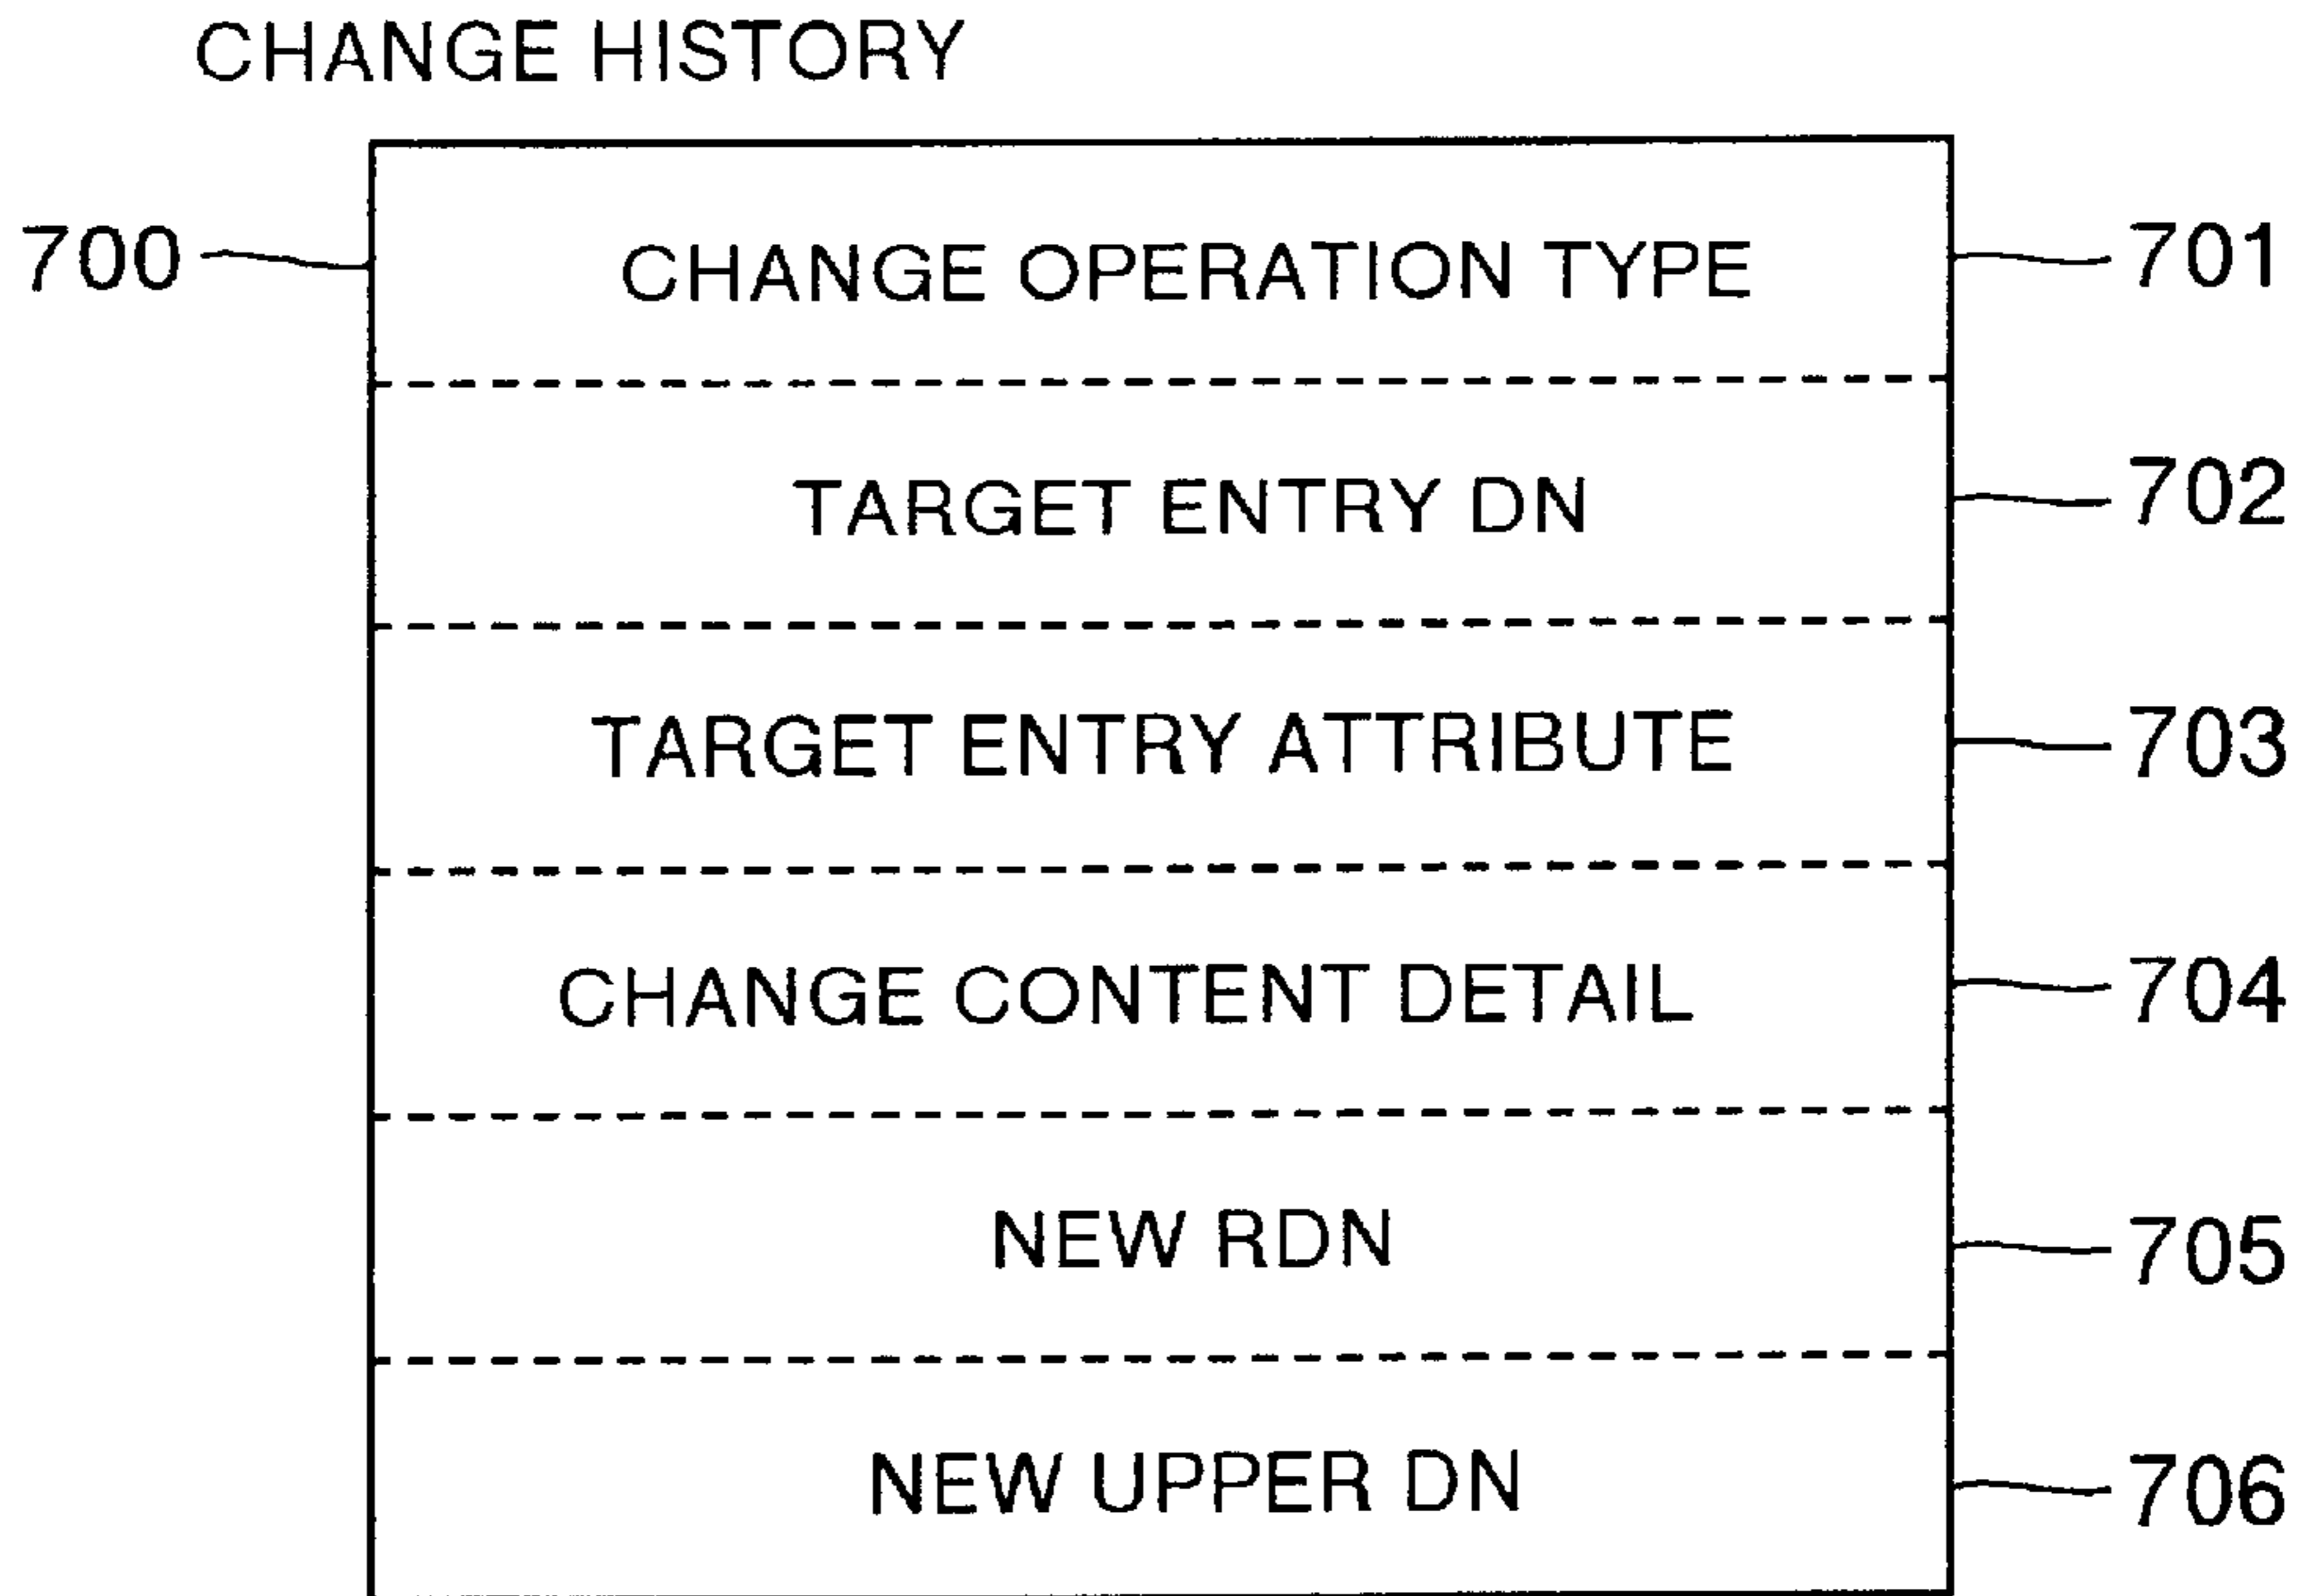 CHANGE HISTORY
700 CHANGE OPERATION TYPE 701
TARGET ENTRY DN 702
TARGET ENTRY ATTRIBUTE 703
CHANGE CONTENT DETAIL 704
NEW RDN 705
NEW UPPER DN 706